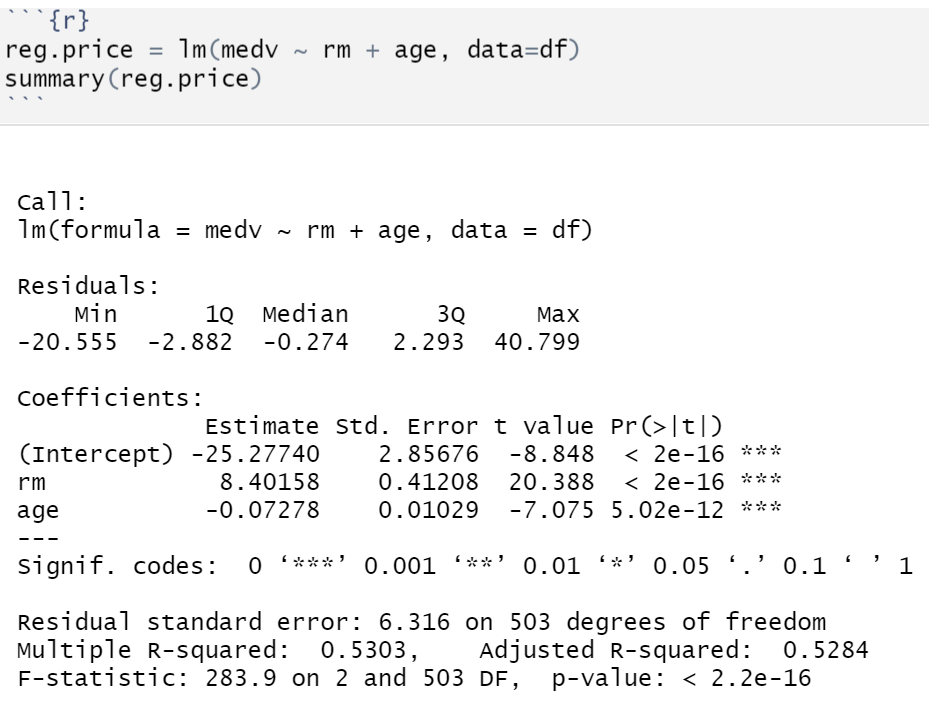 ```{r}
reg.price = lm(medv ~ rm + age, data=df)
summary(reg.price)
```
Call:
lm(formula = medv ~ rm + age, data = df)
Residuals:
    Min      1Q  Median      3Q     Max
-20.555  -2.882  -0.274   2.293  40.799
Coefficients:
             Estimate Std. Error t value Pr(>|t|)
(Intercept) -25.27740    2.85676  -8.848  < 2e-16 ***
rm            8.40158    0.41208  20.388  < 2e-16 ***
age          -0.07278    0.01029  -7.075 5.02e-12 ***
---
Signif. codes:  0 ‘***’ 0.001 ‘**’ 0.01 ‘*’ 0.05 ‘.’ 0.1 ‘ ’ 1
Residual standard error: 6.316 on 503 degrees of freedom
Multiple R-squared:  0.5303,    Adjusted R-squared:  0.5284
F-statistic: 283.9 on 2 and 503 DF,  p-value: < 2.2e-16